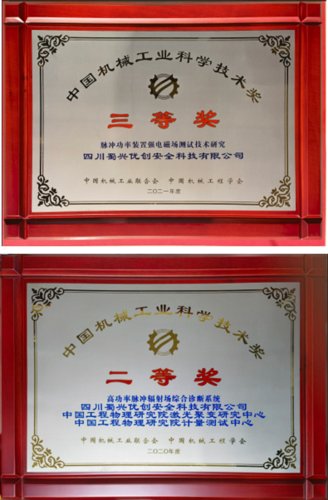 中国机械工业科学技术奖
三等奖
脉冲功率装置强电磁场测试技术研究
四川蜀兴优创安全科技有限公司
中国机械工业联合会 中国机械工程学会
二〇二一年度
中国机械工业科学技术奖
二等奖
高功率脉冲辐射场综合诊断系统
四川蜀兴优创安全科技有限公司
中国工程物理研究院激光聚变研究中心
中国工程物理研究院计量测试中心
中国机械工业联合会 中国机械工程学会
二〇二〇年度